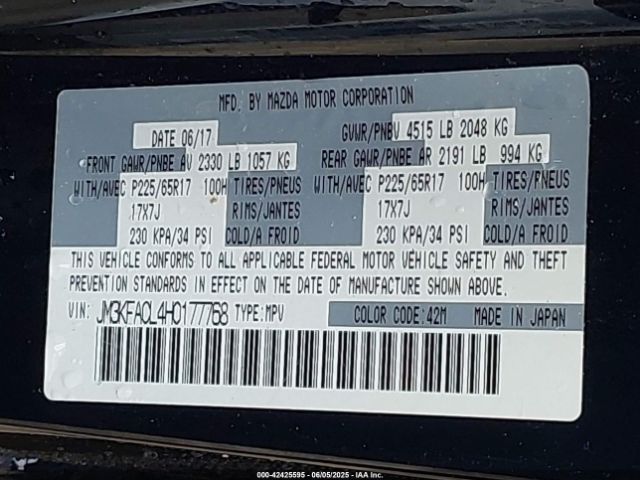 MFD. BY MAZDA MOTOR CORPORATION
DATE 06/17 GVWR/PNBV 4515 LB 2048 KG
FRONT GAWR/PNBE AV 2330 LB 1057 KG REAR GAWR/PNBE AR 2191 LB 994 KG
WITH/AVEC P225/65R17 100H TIRES/PNEUS WITH/AVEC P225/65R17 100H TIRES/PNEUS
17X7J RIMS/JANTES 17X7J RIMS/JANTES
230 KPA/34 PSI COLD/A FROID 230 KPA/34 PSI COLD/A FROID
THIS VEHICLE CONFORMS TO ALL APPLICABLE FEDERAL MOTOR VEHICLE SAFETY AND THEFT
PREVENTION STANDARDS IN EFFECT ON THE DATE OF MANUFACTURE SHOWN ABOVE.
VIN: JM3KFACL4H0177768 TYPE:MPV COLOR CODE:42M MADE IN JAPAN
000-42425595 - 06/05/2025 - IAA Inc.